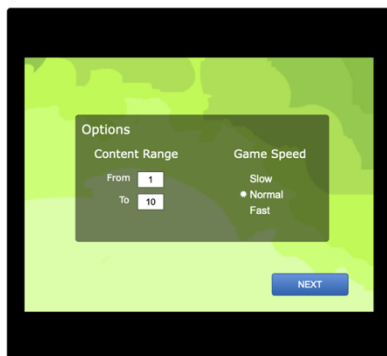 Options
Content Range
From 1
To 10
Game Speed
Slow
Normal
Fast
NEXT